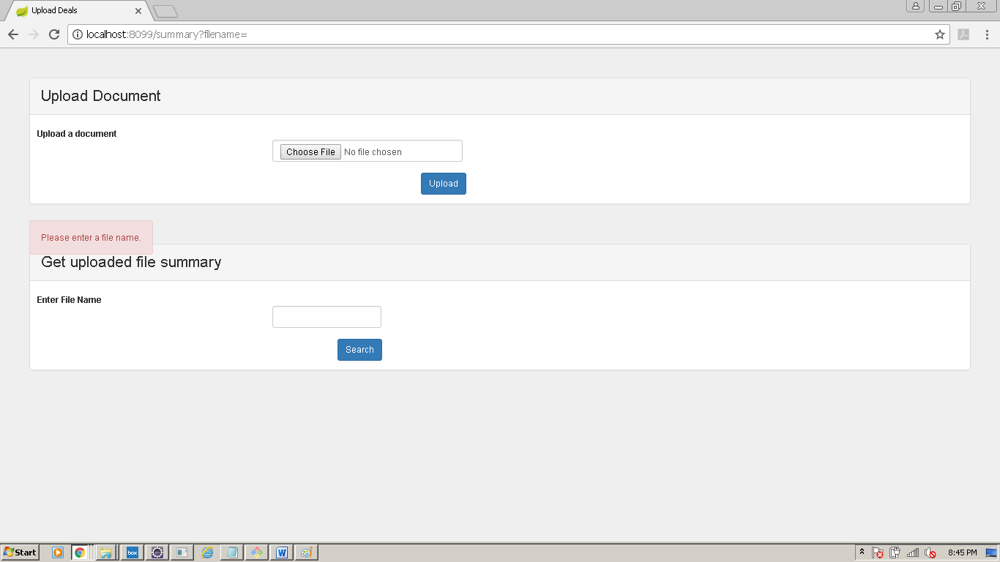 Upload Deals
localhost:8099/summary?filename=
Upload Document
Upload a document
Choose File No file chosen
Upload
Please enter a file name.
Get uploaded file summary
Enter File Name
Search
Start
box
W
8:45 PM